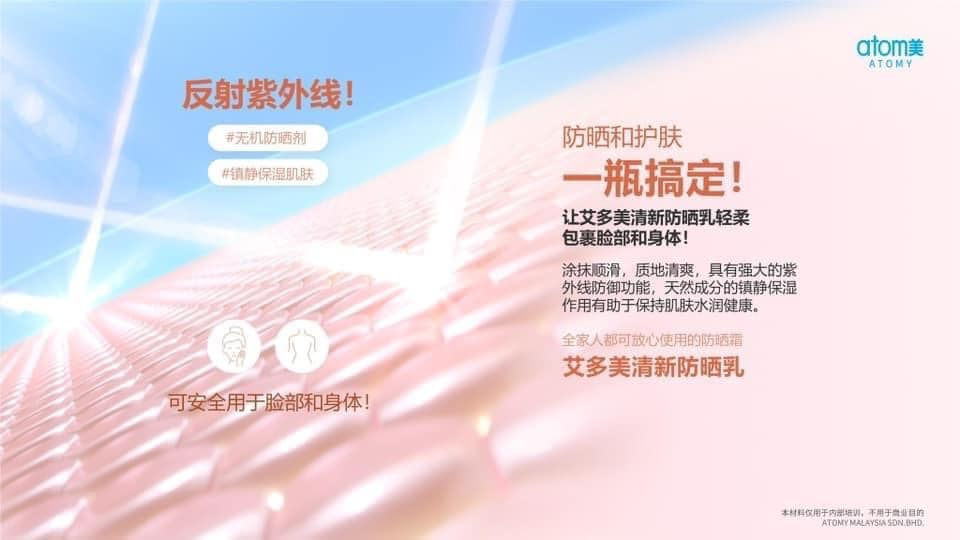 atom美
ATOMY
反射紫外线！
#无机防晒剂
#镇静保湿肌肤
可安全用于脸部和身体！
防晒和护肤
一瓶搞定！
让艾多美清新防晒乳轻柔
包裹脸部和身体！
涂抹顺滑，质地清爽，具有强大的紫
外线防御功能，天然成分的镇静保湿
作用有助于保持肌肤水润健康。
全家人都可放心使用的防晒霜
艾多美清新防晒乳
本材料仅用于内部培训，不用于商业目的
ATOMY MALAYSIA SDN.BHD.